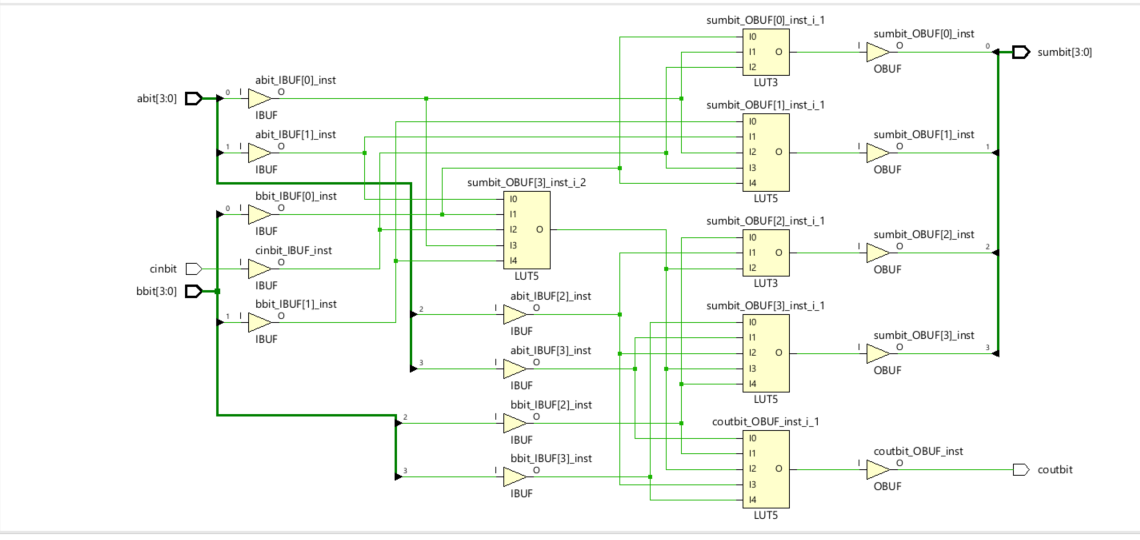 sumbit_OBUF[0]_inst_i_1
I0
I1 O
I2
LUT3
sumbit_OBUF[0]_inst
I O
OBUF
0
sumbit[3:0]
abit[3:0]
0
abit_IBUF[0]_inst
I O
IBUF
1
abit_IBUF[1]_inst
I O
IBUF
sumbit_OBUF[1]_inst_i_1
I0
I1
I2 O
I3
I4
LUT5
sumbit_OBUF[1]_inst
I O
OBUF
1
0
bbit_IBUF[0]_inst
I O
IBUF
cinbit
cinbit_IBUF_inst
I O
IBUF
bbit[3:0]
1
bbit_IBUF[1]_inst
I O
IBUF
sumbit_OBUF[3]_inst_i_2
I0
I1
I2 O
I3
I4
LUT5
sumbit_OBUF[2]_inst_i_1
I0
I1 O
I2
LUT3
sumbit_OBUF[2]_inst
I O
OBUF
2
2
abit_IBUF[2]_inst
I O
IBUF
3
abit_IBUF[3]_inst
I O
IBUF
sumbit_OBUF[3]_inst_i_1
I0
I1
I2 O
I3
I4
LUT5
sumbit_OBUF[3]_inst
I O
OBUF
3
2
bbit_IBUF[2]_inst
I O
IBUF
3
bbit_IBUF[3]_inst
I O
IBUF
coutbit_OBUF_inst_i_1
I0
I1
I2 O
I3
I4
LUT5
coutbit_OBUF_inst
I O
OBUF
coutbit